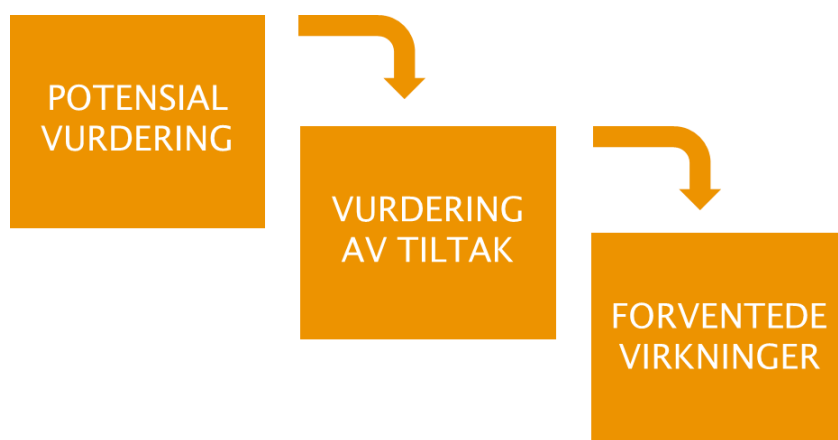 POTENSIAL
VURDERING
VURDERING
AV TILTAK
FORVENTEDE
VIRKNINGER